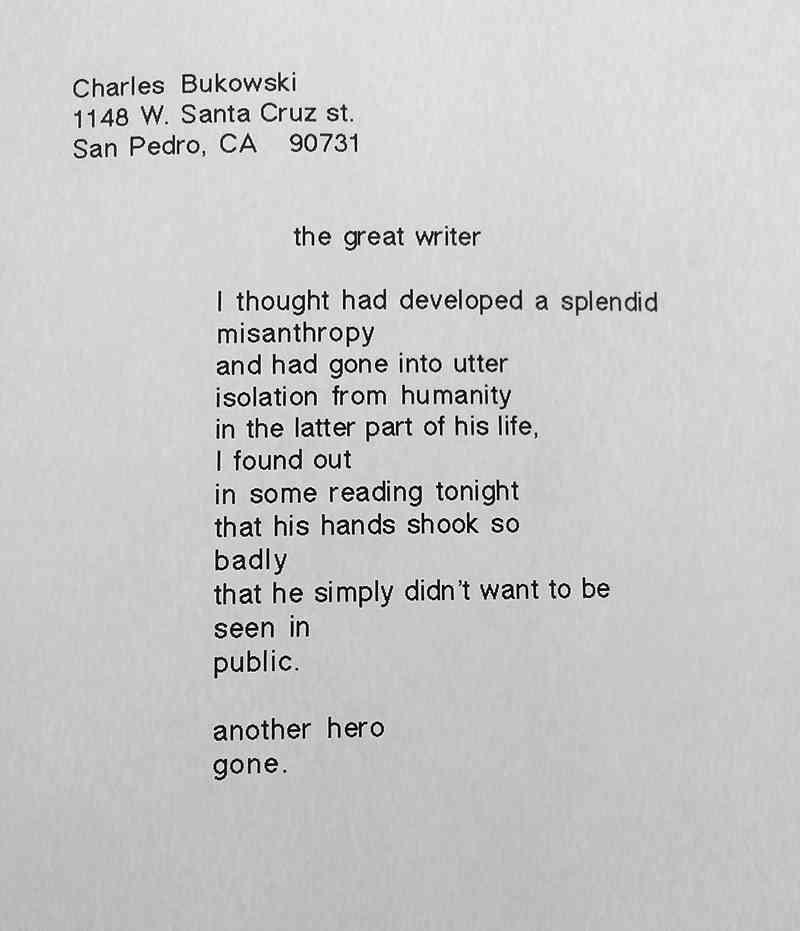 Charles Bukowski
1148 W. Santa Cruz st.
San Pedro, CA 90731
the great writer
I thought had developed a splendid
misanthropy
and had gone into utter
isolation from humanity
in the latter part of his life,
I found out
in some reading tonight
that his hands shook so
badly
that he simply didn't want to be
seen in
public.
another hero
gone.